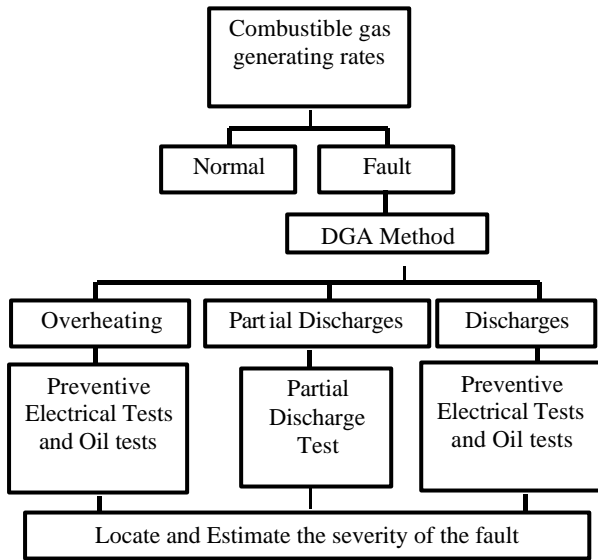 Combustible gas
generating rates
Normal
Fault
DGA Method
Overheating
Partial Discharges
Discharges
Preventive
Electrical Tests
and Oil tests
Partial
Discharge
Test
Preventive
Electrical Tests
and Oil tests
Locate and Estimate the severity of the fault